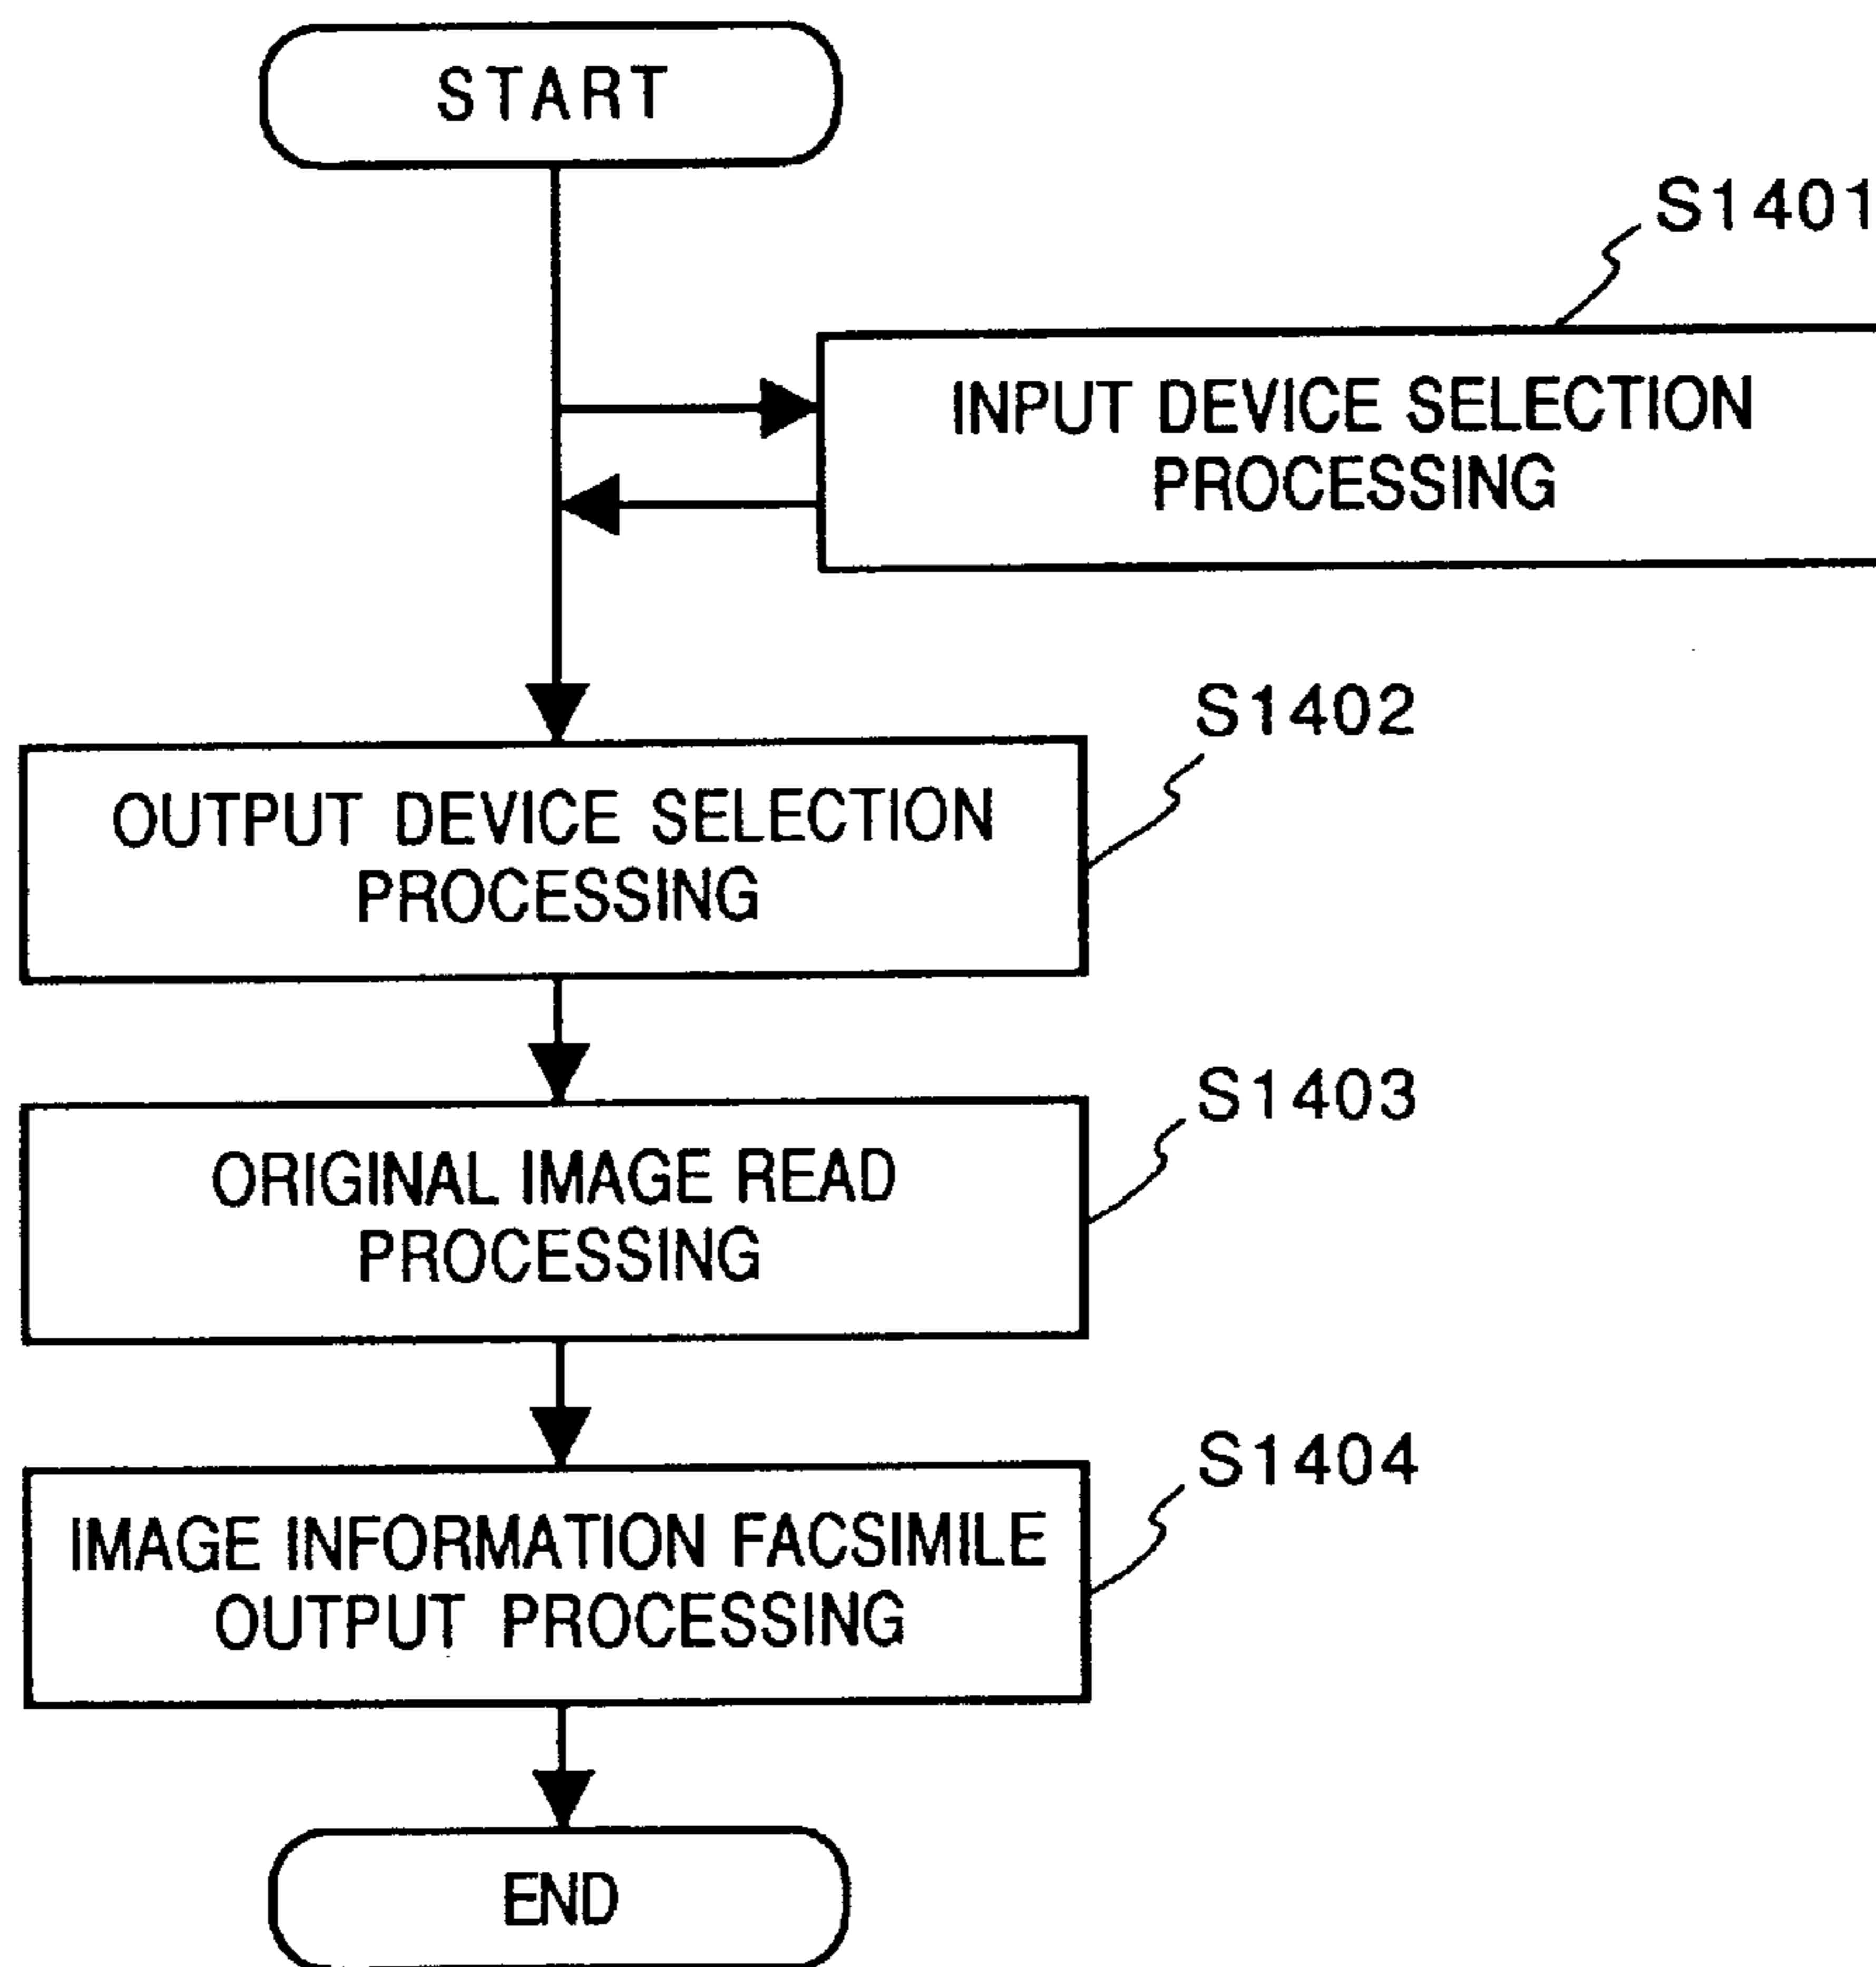 START
S1401
INPUT DEVICE SELECTION
PROCESSING
S1402
OUTPUT DEVICE SELECTION
PROCESSING
S1403
ORIGINAL IMAGE READ
PROCESSING
S1404
IMAGE INFORMATION FACSIMILE
OUTPUT PROCESSING
END